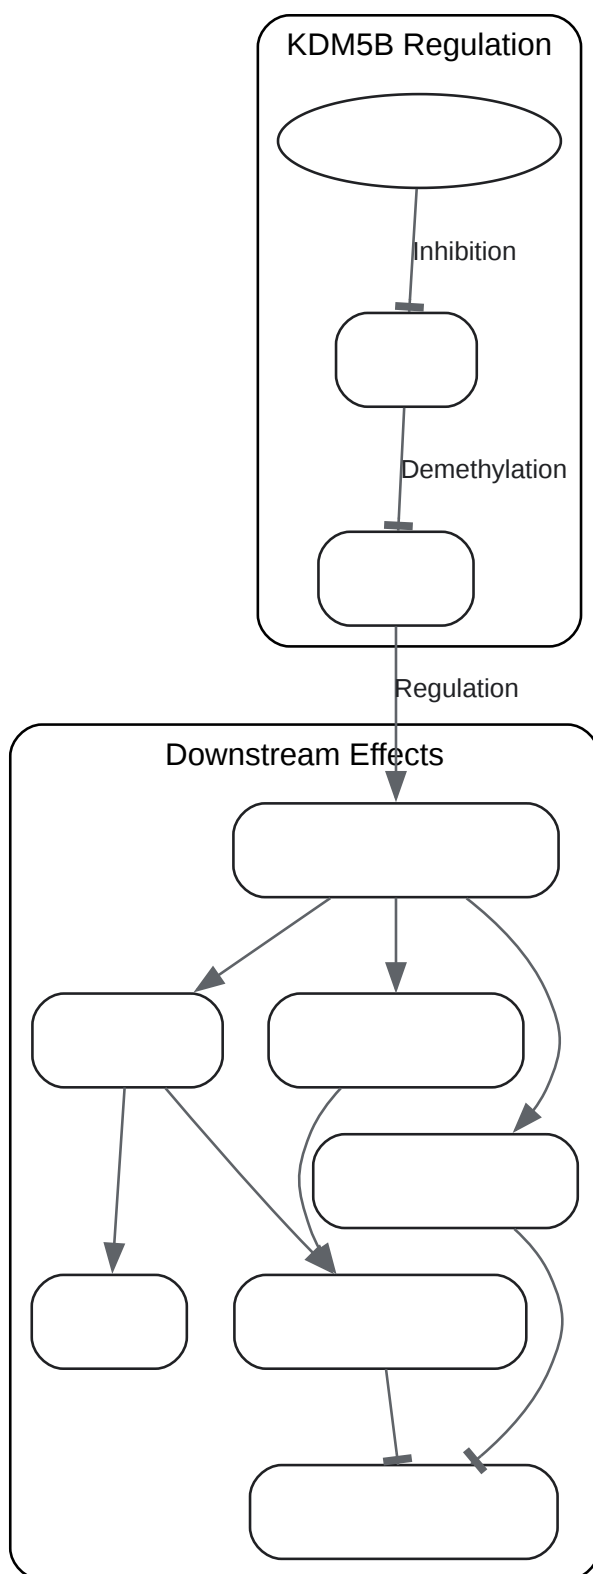 KDM5B Regulation
Inhibition
Demethylation
Regulation
Downstream Effects